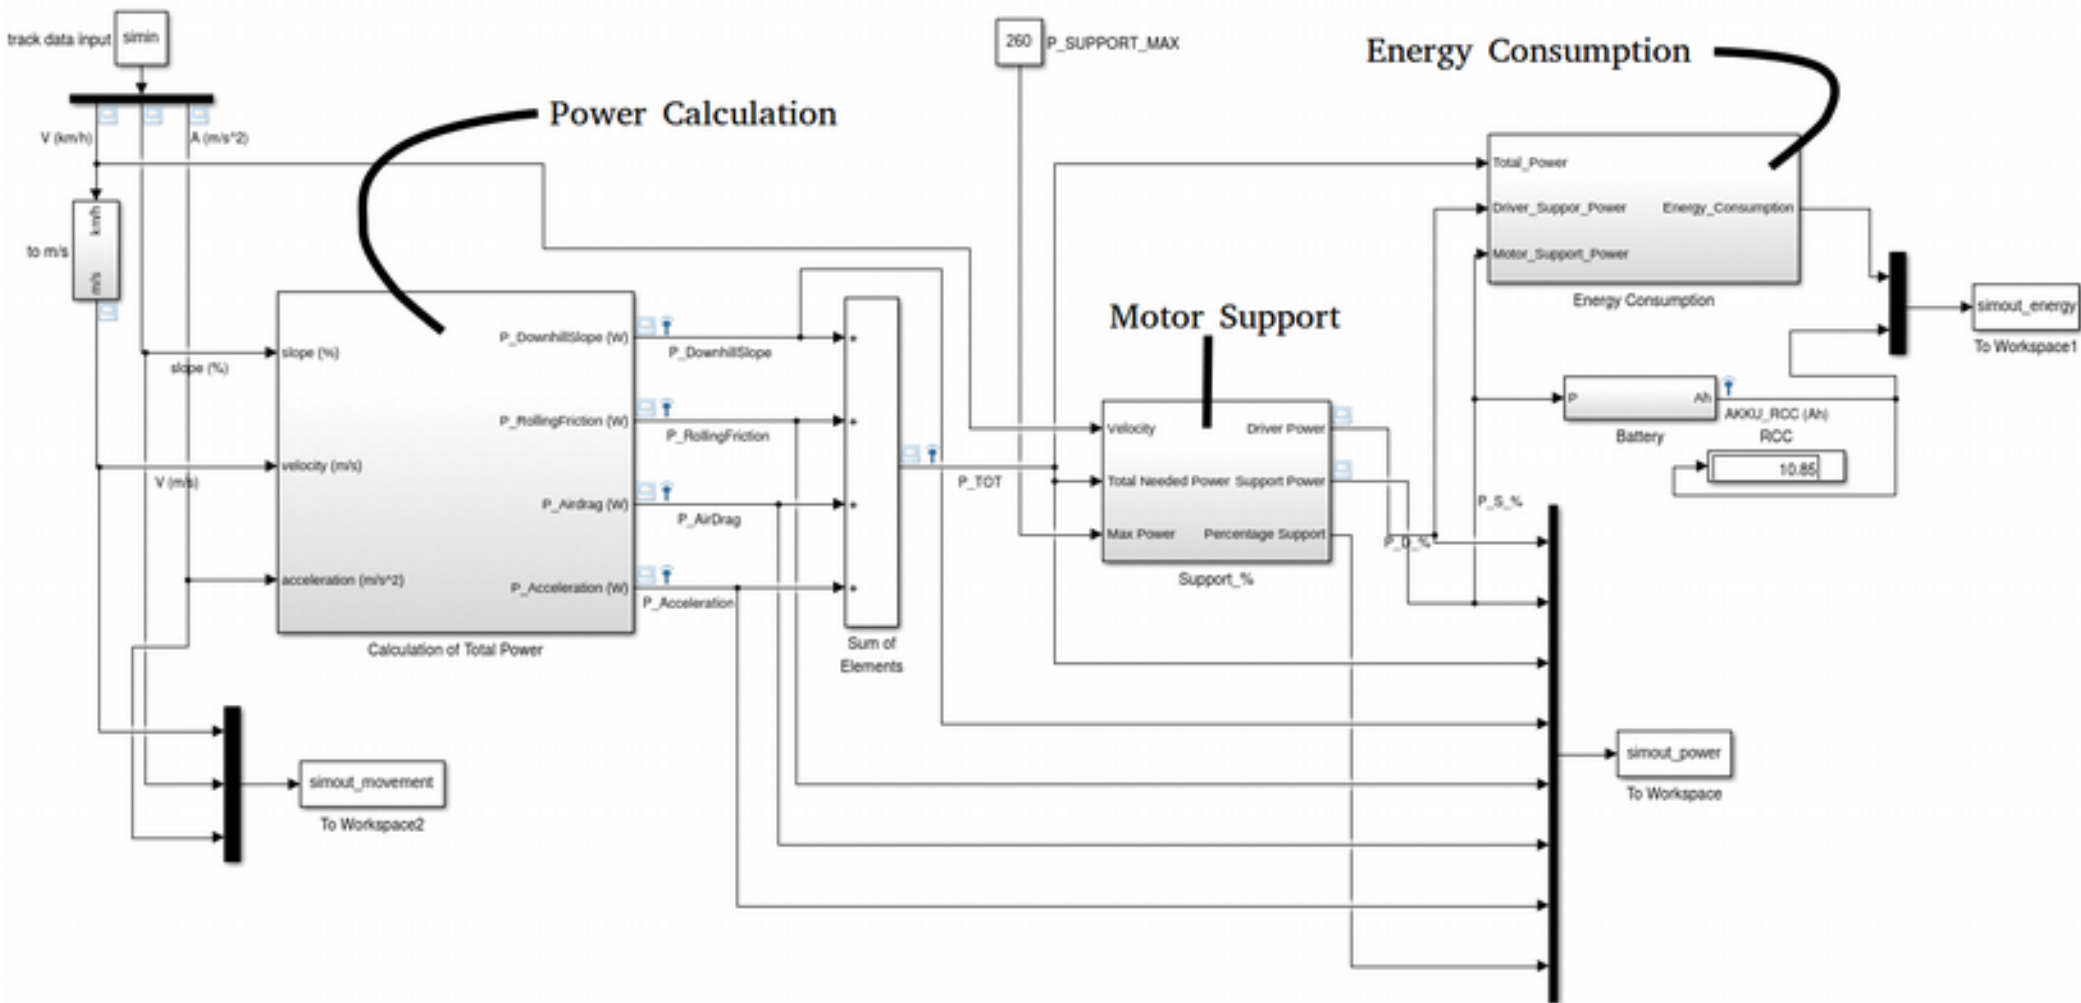 track data input
simin
260
P_SUPPORT_MAX
Energy Consumption
Power Calculation
V (km/h)
A (m/s^2)
km/h
m/s
to m/s
slope (%)
V (m/s)
slope (%)
velocity (m/s)
acceleration (m/s^2)
P_DownhillSlope (W)
P_RollingFriction (W)
P_Airdrag (W)
P_Acceleration (W)
Calculation of Total Power
P_DownhillSlope
P_RollingFriction
P_AirDrag
P_Acceleration
+
+
+
+
Sum of
Elements
P_TOT
Motor Support
Velocity
Total Needed Power
Max Power
Driver Power
Support Power
Percentage Support
Support_%
P_D_%
P_S_%
Total_Power
Driver_Suppor_Power
Motor_Support_Power
Energy_Consumption
Energy Consumption
simout_energy
To Workspace1
P
Ah
Battery
AKKU_RCC (Ah)
RCC
10.85
simout_power
To Workspace
simout_movement
To Workspace2